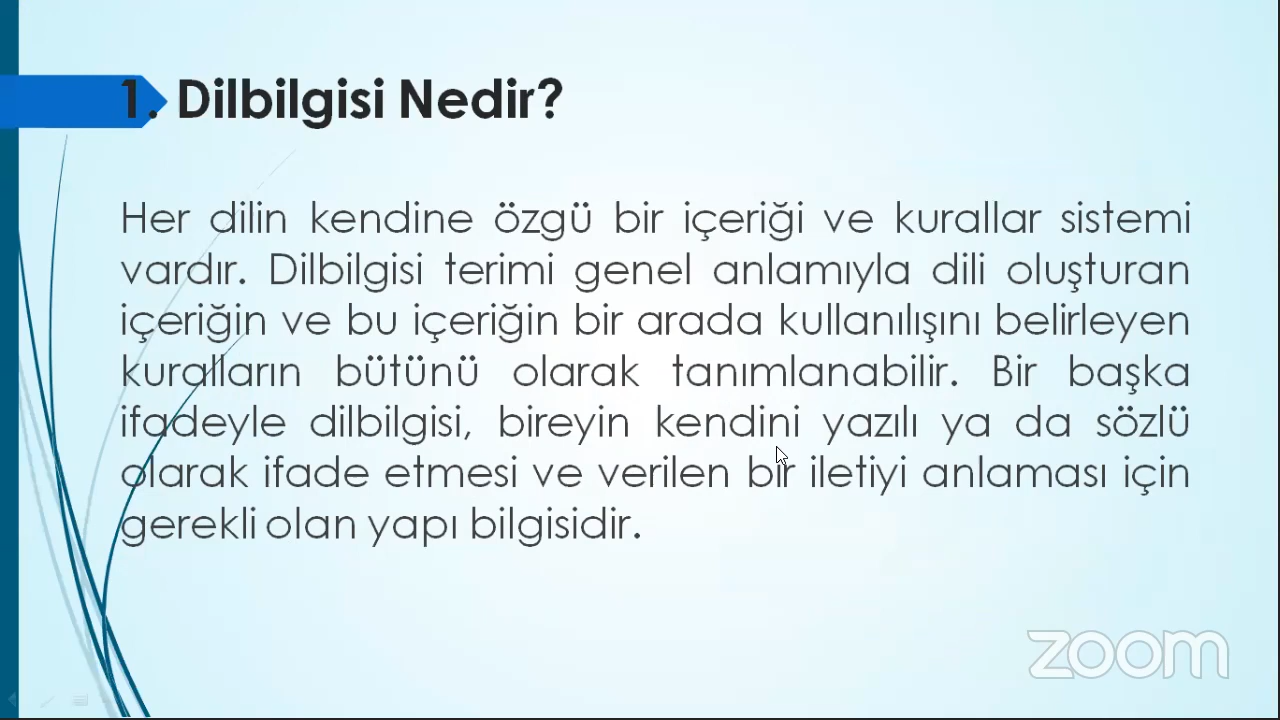 1. Dilbilgisi Nedir?
Her dilin kendine özgü bir içeriği ve kurallar sistemi
vardır. Dilbilgisi terimi genel anlamıyla dili oluşturan
içeriğin ve bu içeriğin bir arada kullanılışını belirleyen
kuralların bütünü olarak tanımlanabilir. Bir başka
ifadeyle dilbilgisi, bireyin kendini yazılı ya da sözlü
olarak ifade etmesi ve verilen bir iletiyi anlaması için
gerekli olan yapı bilgisidir.
zoom